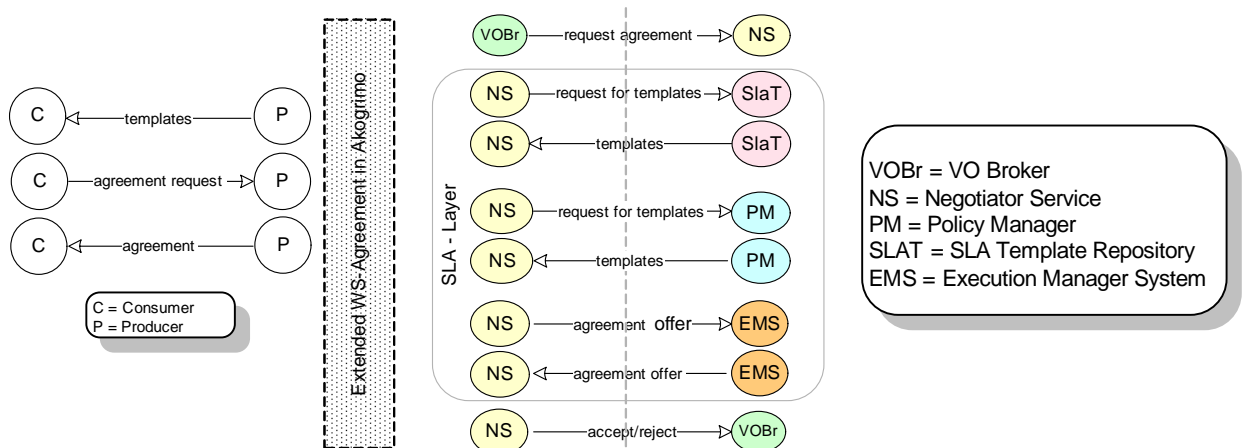 C templates P
C agreement request P
C agreement P
C = Consumer
P = Producer
Extended WS-Agreement in Akogrimo
VOBr request agreement NS
SLA - Layer
NS request for templates SlaT
NS templates SlaT
NS request for templates PM
NS templates PM
NS agreement offer EMS
NS agreement offer EMS
NS accept/reject VOBr
VOBr = VO Broker
NS = Negotiator Service
PM = Policy Manager
SLAT = SLA Template Repository
EMS = Execution Manager System